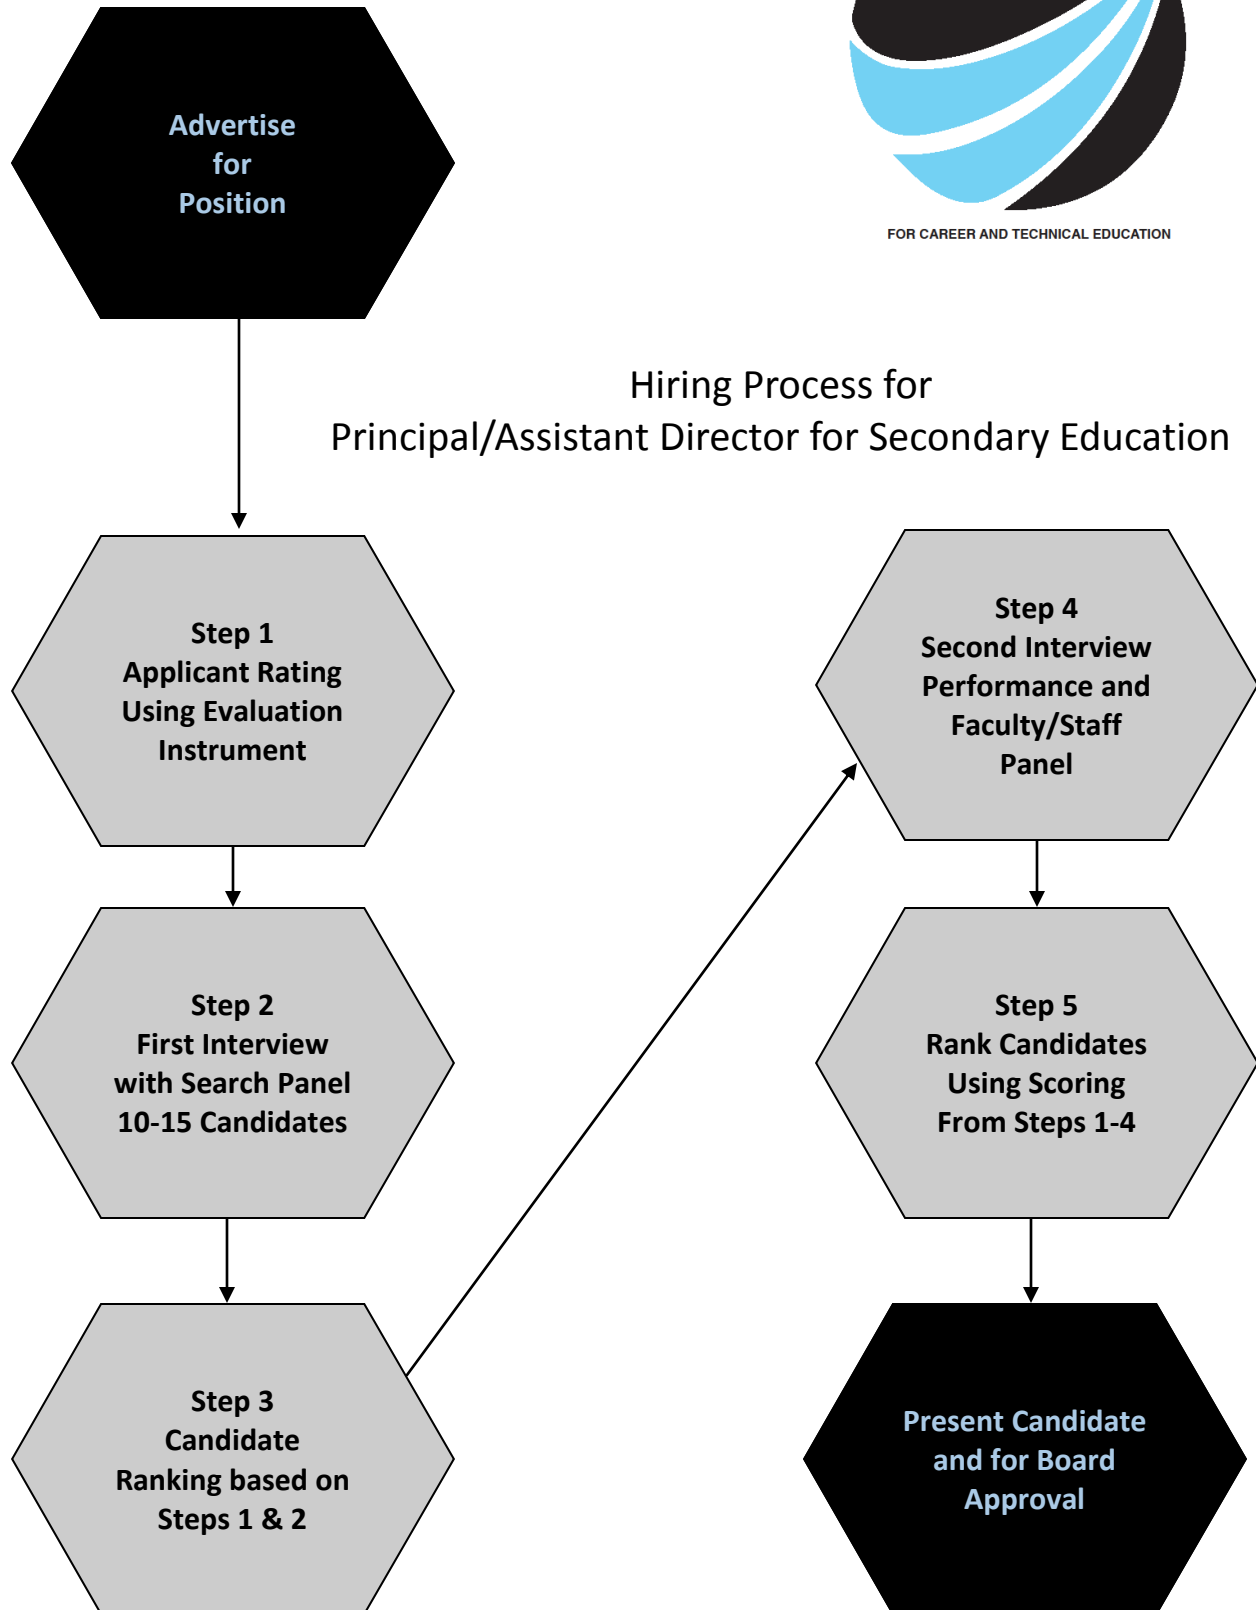 Advertise
for
Position
FOR CAREER AND TECHNICAL EDUCATION
Hiring Process for
Principal/Assistant Director for Secondary Education
Step 1
Applicant Rating
Using Evaluation
Instrument
Step 2
First Interview
with Search Panel
10-15 Candidates
Step 3
Candidate
Ranking based on
Steps 1 & 2
Step 4
Second Interview
Performance and
Faculty/Staff
Panel
Step 5
Rank Candidates
Using Scoring
From Steps 1-4
Present Candidate
and for Board
Approval